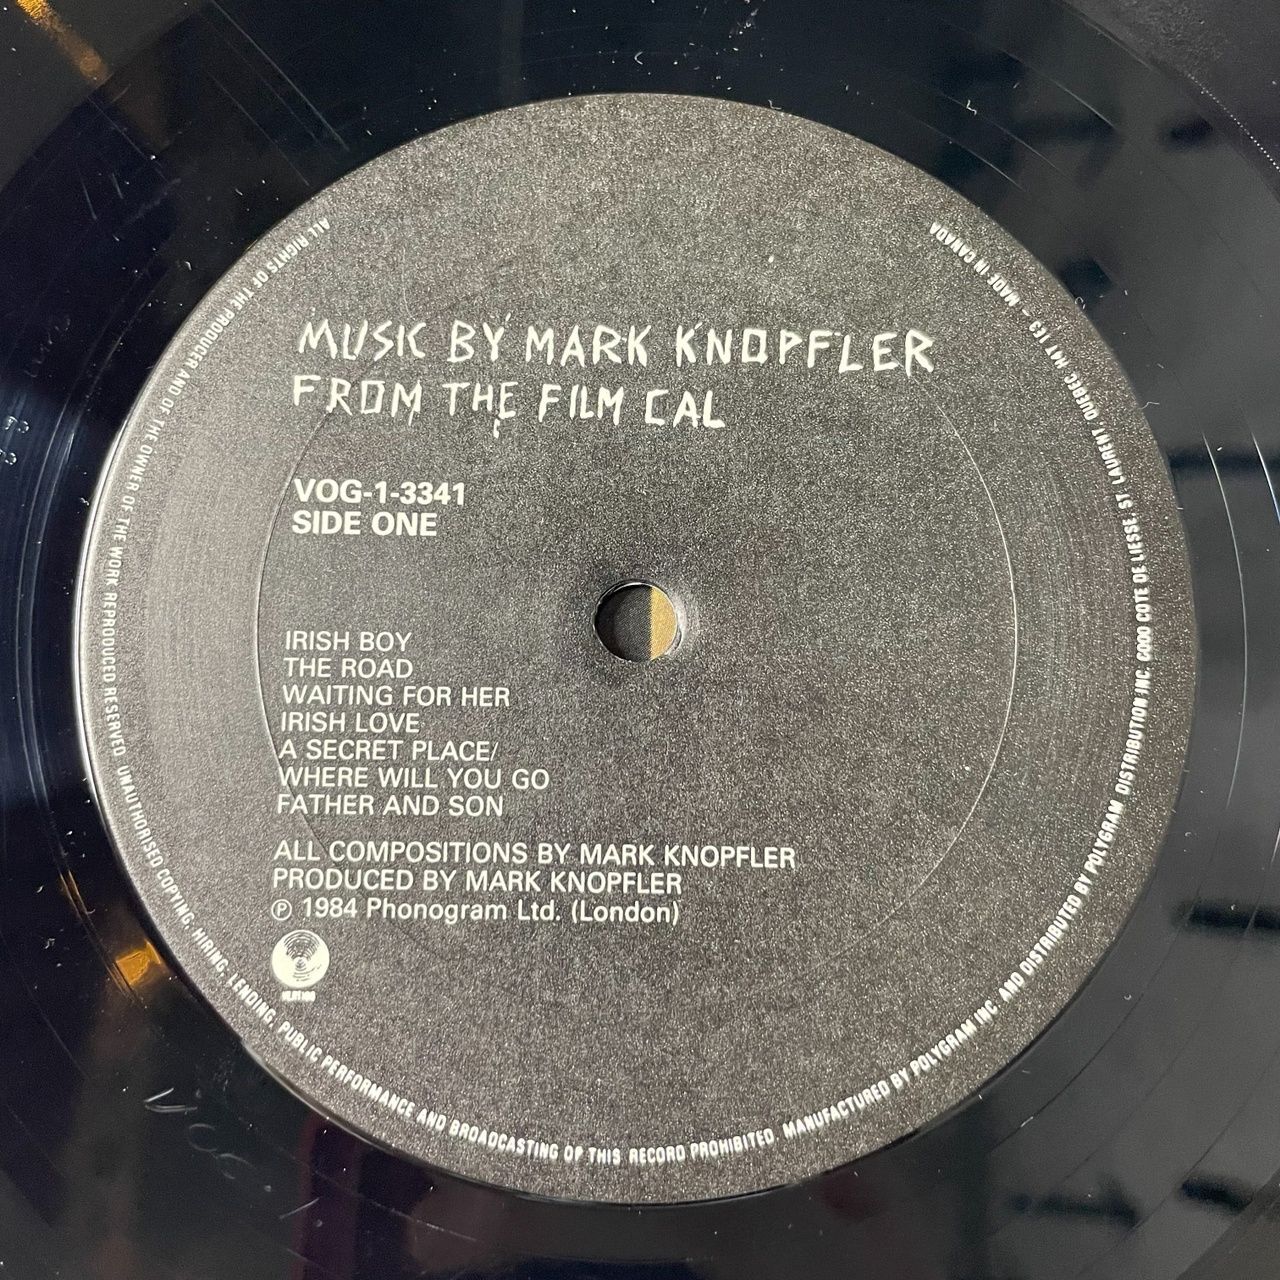 MUSIC BY MARK KNOPFLER
FROM THE FILM CAL
VOG-1-3341
SIDE ONE
IRISH BOY
THE ROAD
WAITING FOR HER
IRISH LOVE
A SECRET PLACE/
WHERE WILL YOU GO
FATHER AND SON
ALL COMPOSITIONS BY MARK KNOPFLER
PRODUCED BY MARK KNOPFLER
℗ 1984 Phonogram Ltd. (London)
ALL RIGHTS OF THE PRODUCER AND OF THE OWNER OF THE WORK REPRODUCED RESERVED UNAUTHORISED COPYING, HIRING, LENDING, PUBLIC PERFORMANCE AND BROADCASTING OF THIS RECORD PROHIBITED MANUFACTURED BY POLYGRAM INC. AND DISTRIBUTED BY POLYGRAM DISTRIBUTION INC. 6000 COTE DE LIESSE, ST LAURENT, QUEBEC H4T 1E3 - MADE IN CANADA